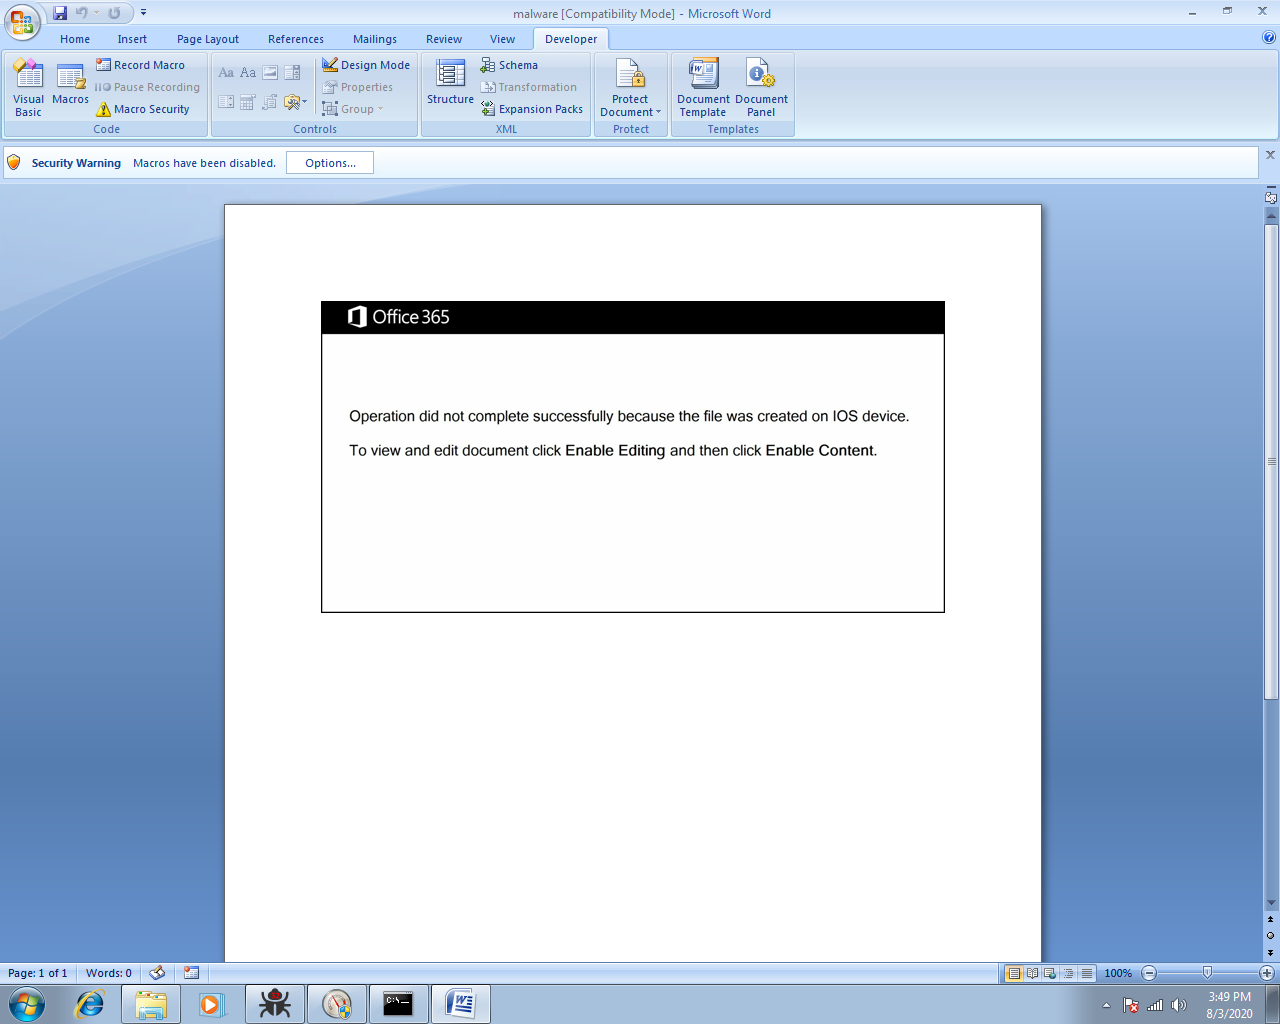 malware [Compatibility Mode] - Microsoft Word
Home Insert Page Layout References Mailings Review View Developer
Visual Basic
Macros
Record Macro
Pause Recording
Macro Security
Code
Aa Aa
Design Mode
Properties
Group
Controls
Structure
Schema
Transformation
Expansion Packs
XML
Protect Document
Protect
Document Template
Document Panel
Templates
Security Warning Macros have been disabled. Options...
Office 365
Operation did not complete successfully because the file was created on IOS device.
To view and edit document click Enable Editing and then click Enable Content.
Page: 1 of 1 Words: 0 100%
C:\_
3:49 PM
8/3/2020